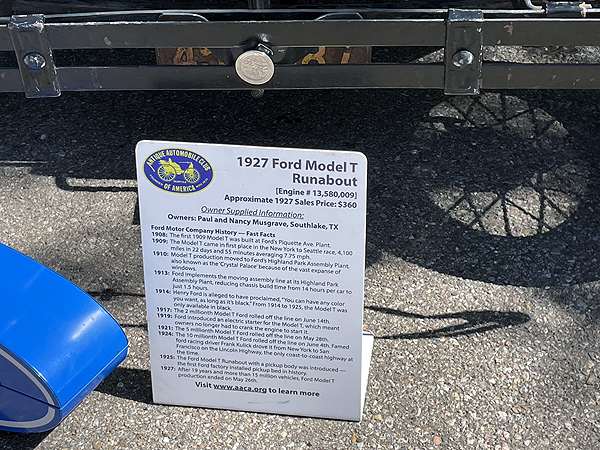 ANTIQUE AUTOMOBILE CLUB
OF AMERICA
1927 Ford Model T
Runabout
[Engine # 13,580,009]
Approximate 1927 Sales Price: $360
Owner Supplied Information:
Owners: Paul and Nancy Musgrave, Southlake, TX
Ford Motor Company History — Fast Facts
1908: The first 1909 Model T was built at Ford's Piquette Ave. Plant.
1909: The Model T came in first place in the New York to Seattle race, 4,100
miles in 22 days and 55 minutes averaging 7.75 mph.
1910: Model T production moved to Ford's Highland Park Assembly Plant,
also known as the 'Crystal Palace' because of the vast expanse of
windows.
1913: Ford implements the moving assembly line at its Highland Park
Assembly Plant, reducing chassis build time from 14 hours per car to
just 1.5 hours.
1914: Henry Ford is alleged to have proclaimed, "You can have any color
you want, as long as it's black." From 1914 to 1925, the Model T was
only available in black.
1917: The 2 millionth Model T Ford rolled off the line on June 14th.
1919: Ford introduced an electric starter for the Model T, which meant
owners no longer had to crank the engine to start it.
1921: The 5 millionth Model T Ford rolled off the line on May 28th.
1924: The 10 millionth Model T Ford rolled off the line on June 4th. Famed
ford racing driver Frank Kulick drove it from New York to San
Francisco on the Lincoln Highway, the only coast-to-coast highway at
the time.
1925: The Ford Model T Runabout with a pickup body was introduced —
the first Ford factory installed pickup bed in history.
1927: After 19 years and more than 15 million vehicles, Ford Model T
production ended on May 26th.
Visit www.aaca.org to learn more